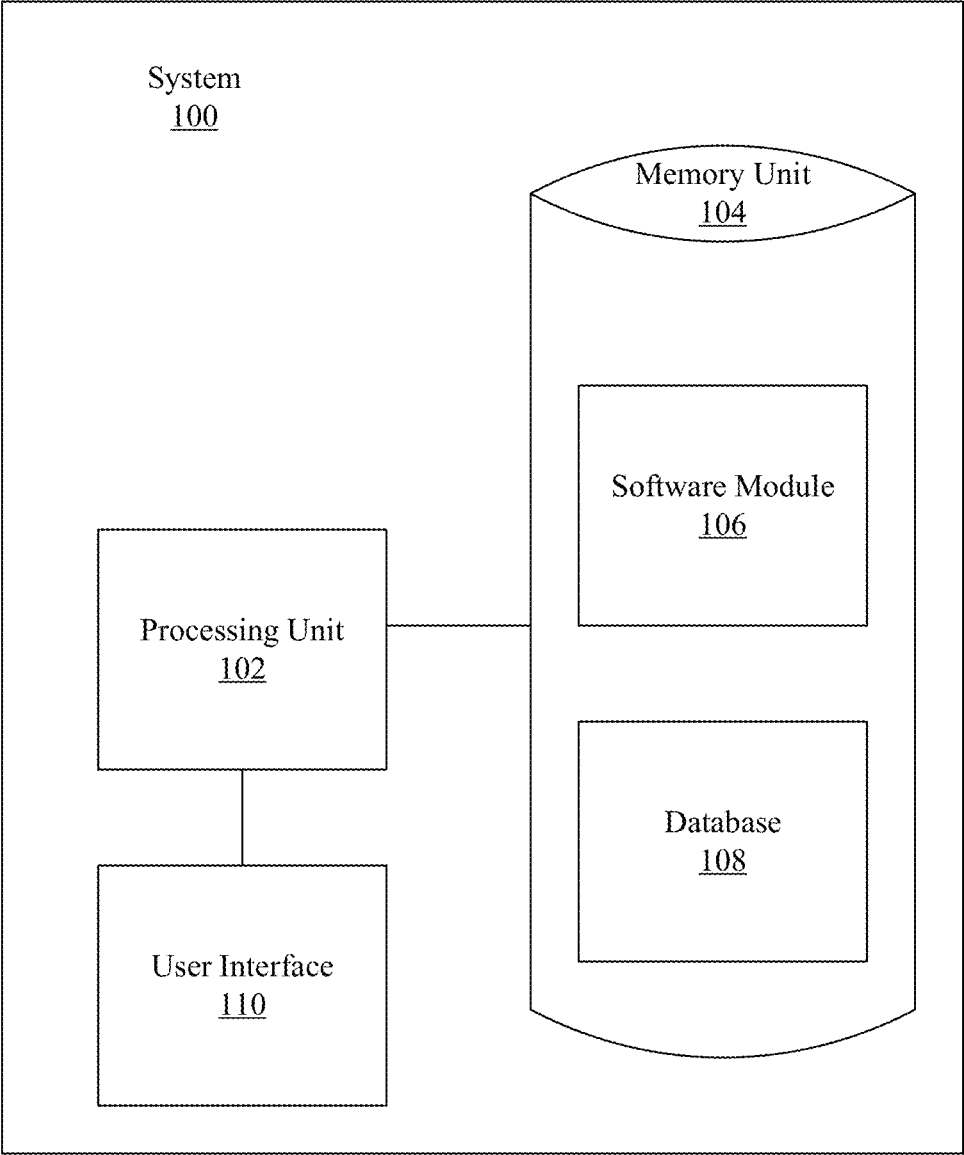 System
100
Memory Unit
104
Software Module
106
Processing Unit
102
Database
108
User Interface
110